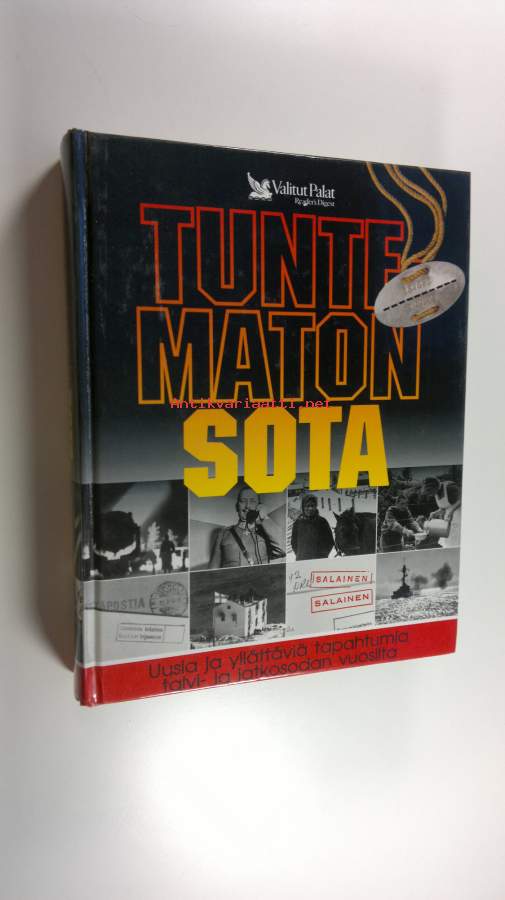 Valitut Palat
Reader's Digest
TUNTE
MATON
Antikvariaatti.net
SOTA
SALAINEN
SALAINEN
Uusia ja yllättäviä tapahtumia
talvi- ja jatkosodan vuosilta